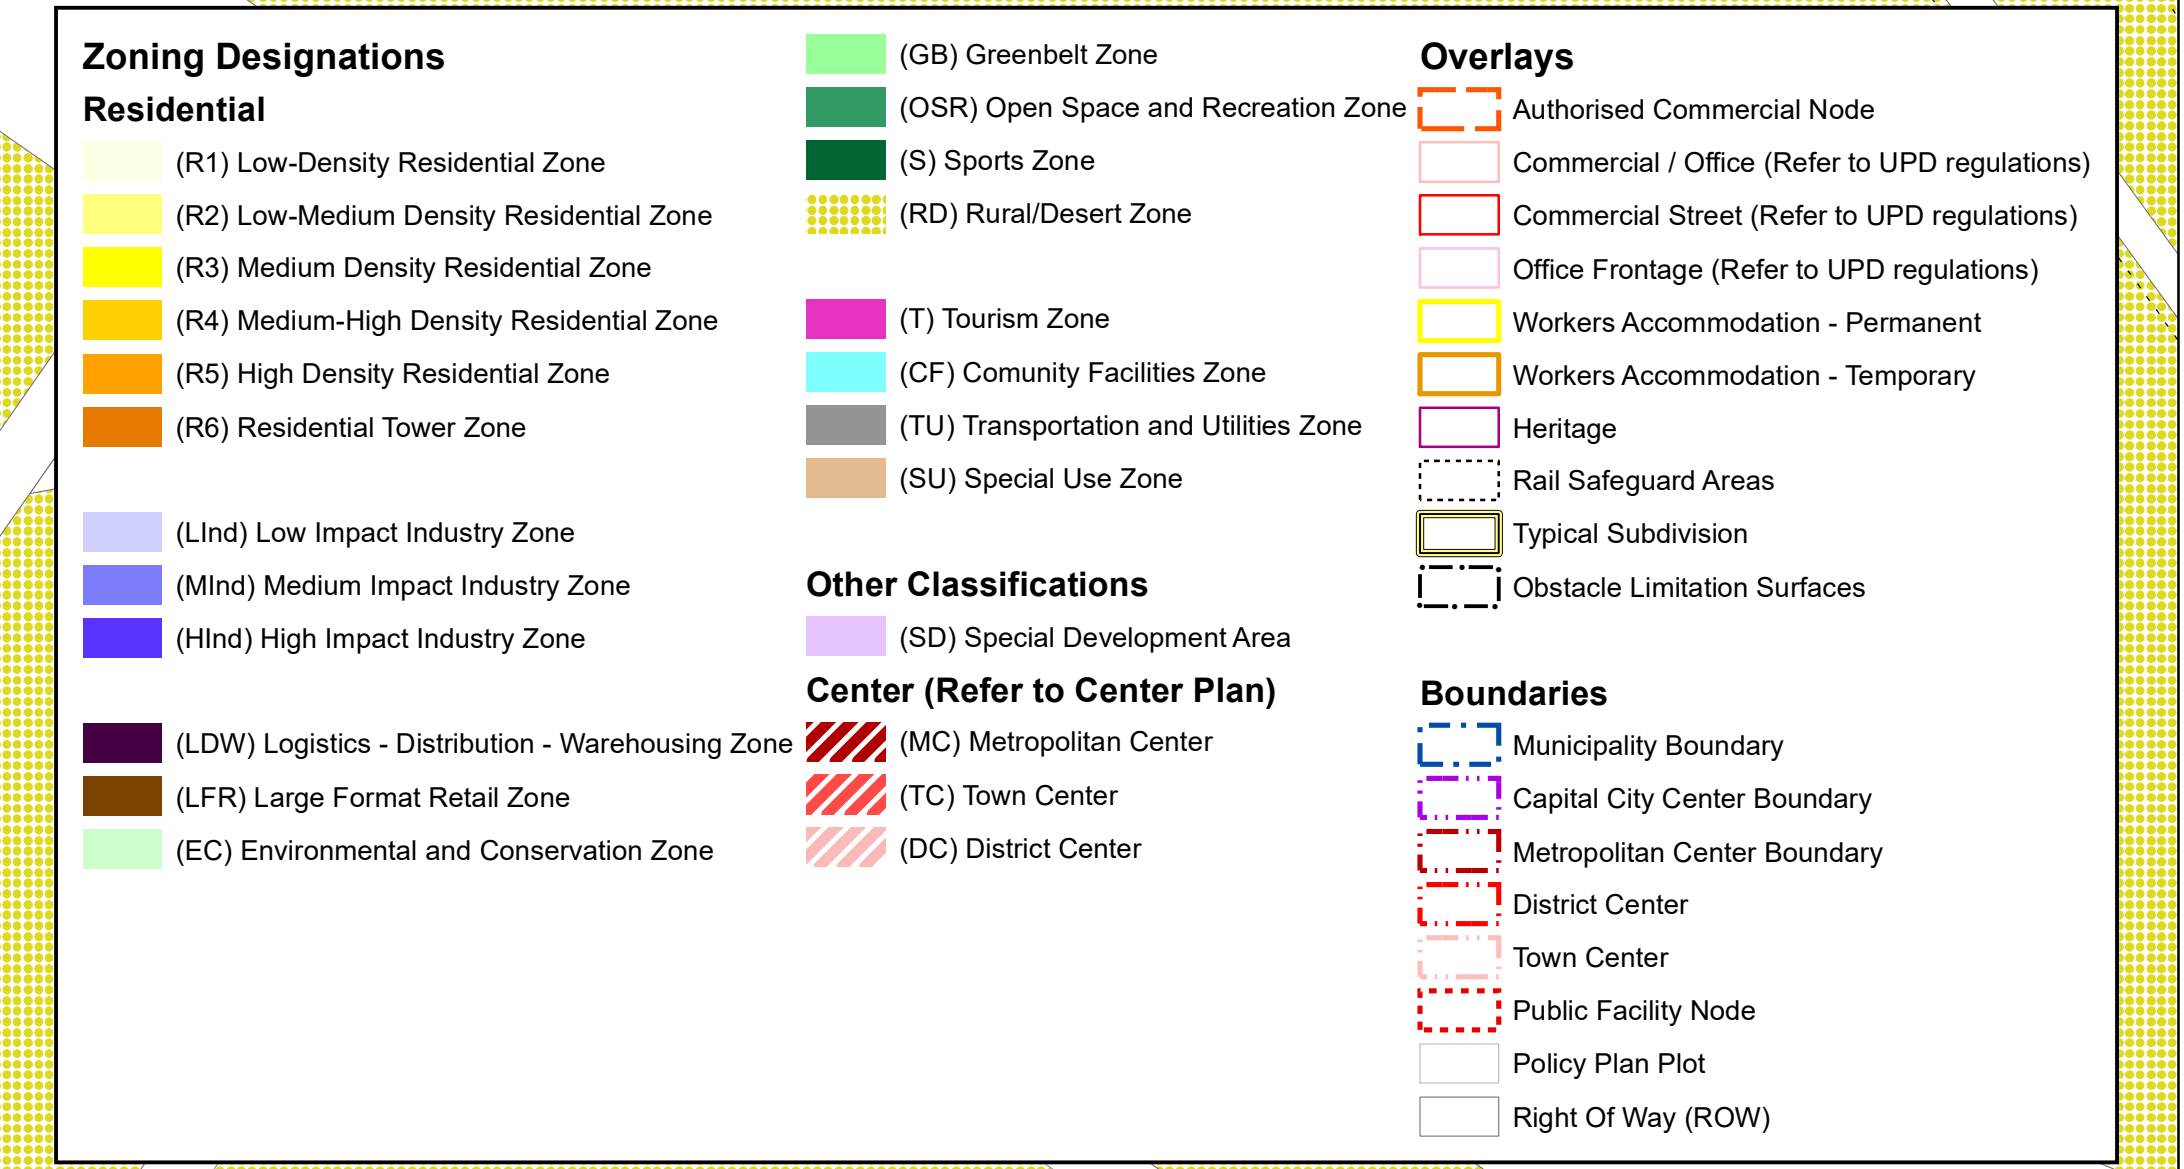 Zoning Designations
Residential
(R1) Low-Density Residential Zone
(R2) Low-Medium Density Residential Zone
(R3) Medium Density Residential Zone
(R4) Medium-High Density Residential Zone
(R5) High Density Residential Zone
(R6) Residential Tower Zone
(LInd) Low Impact Industry Zone
(MInd) Medium Impact Industry Zone
(HInd) High Impact Industry Zone
(LDW) Logistics - Distribution - Warehousing Zone
(LFR) Large Format Retail Zone
(EC) Environmental and Conservation Zone
(GB) Greenbelt Zone
(OSR) Open Space and Recreation Zone
(S) Sports Zone
(RD) Rural/Desert Zone
(T) Tourism Zone
(CF) Comunity Facilities Zone
(TU) Transportation and Utilities Zone
(SU) Special Use Zone
Other Classifications
(SD) Special Development Area
Center (Refer to Center Plan)
(MC) Metropolitan Center
(TC) Town Center
(DC) District Center
Overlays
Authorised Commercial Node
Commercial / Office (Refer to UPD regulations)
Commercial Street (Refer to UPD regulations)
Office Frontage (Refer to UPD regulations)
Workers Accommodation - Permanent
Workers Accommodation - Temporary
Heritage
Rail Safeguard Areas
Typical Subdivision
Obstacle Limitation Surfaces
Boundaries
Municipality Boundary
Capital City Center Boundary
Metropolitan Center Boundary
District Center
Town Center
Public Facility Node
Policy Plan Plot
Right Of Way (ROW)